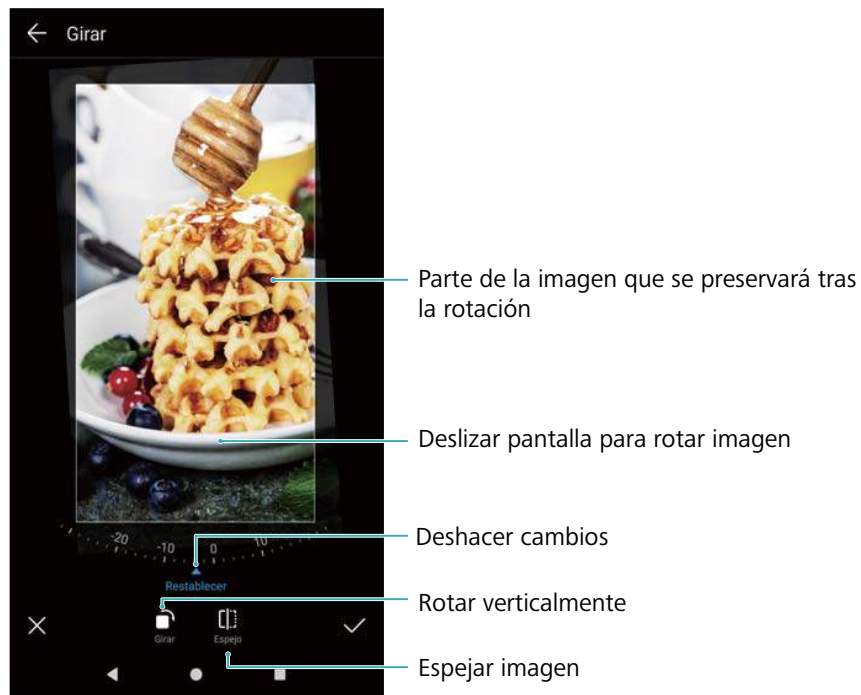 Girar
Parte de la imagen que se preservará tras
la rotación
Deslizar pantalla para rotar imagen
-20 -10 0 10
Deshacer cambios
Restablecer
Rotar verticalmente
Girar Espejo
Espejar imagen